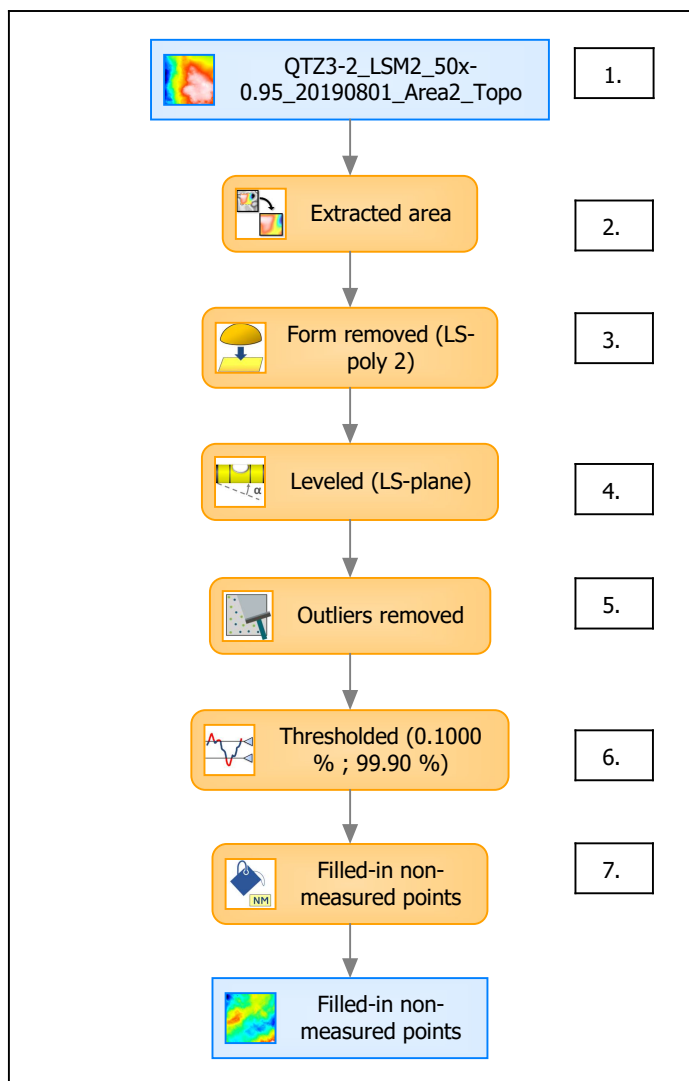 QTZ3-2_LSM2_50x-
0.95_20190801_Area2_Topo
1.
Extracted area
2.
Form removed (LS-
poly 2)
3.
α
Leveled (LS-plane)
4.
Outliers removed
5.
Thresholded (0.1000
% ; 99.90 %)
6.
NM
Filled-in non-
measured points
7.
Filled-in non-
measured points